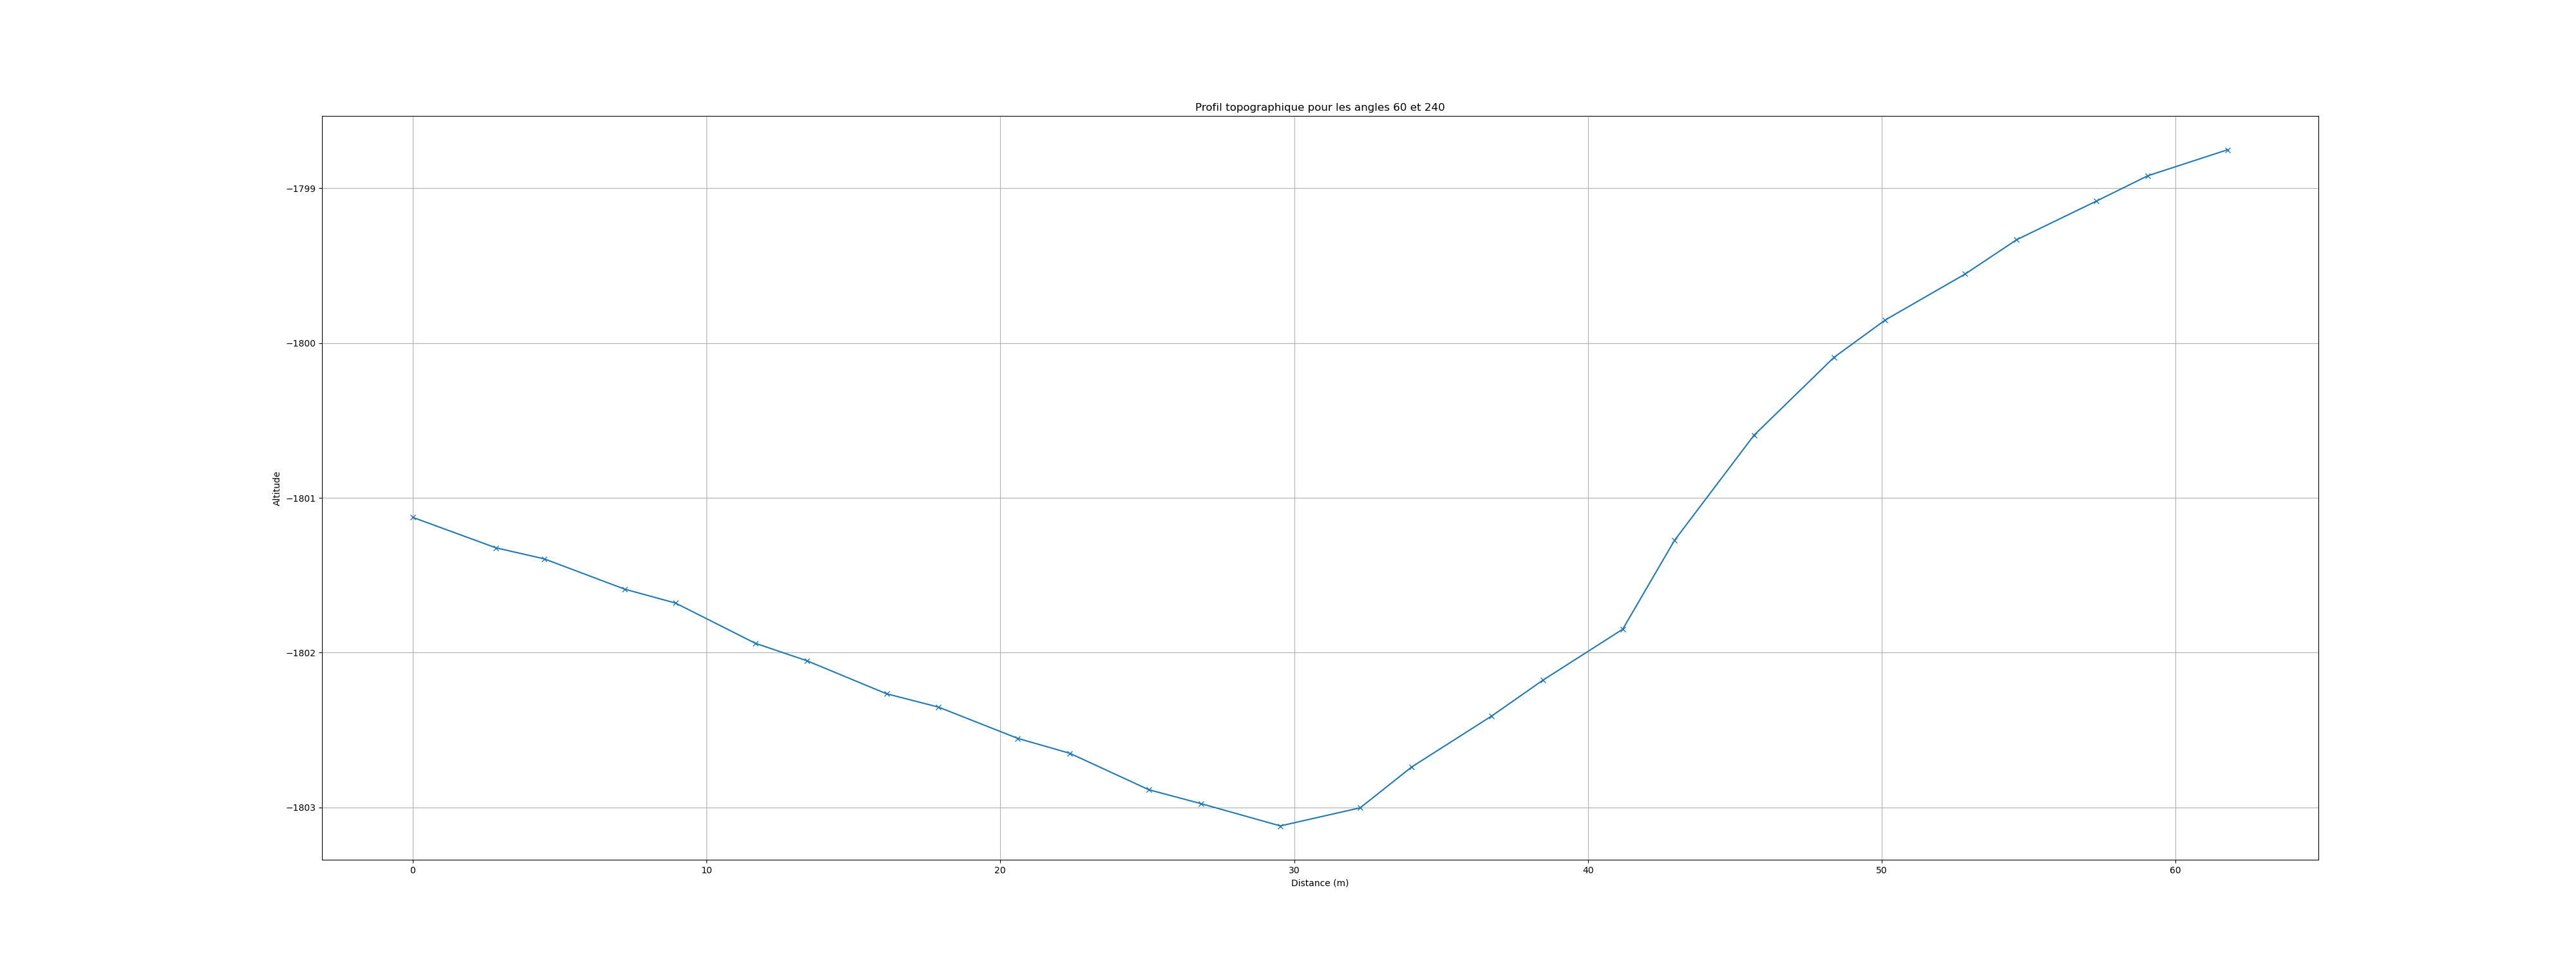 Profil topographique pour les angles 60 et 240
Altitude
−1799
−1800
−1801
−1802
−1803
0 10 20 30 40 50 60
Distance (m)